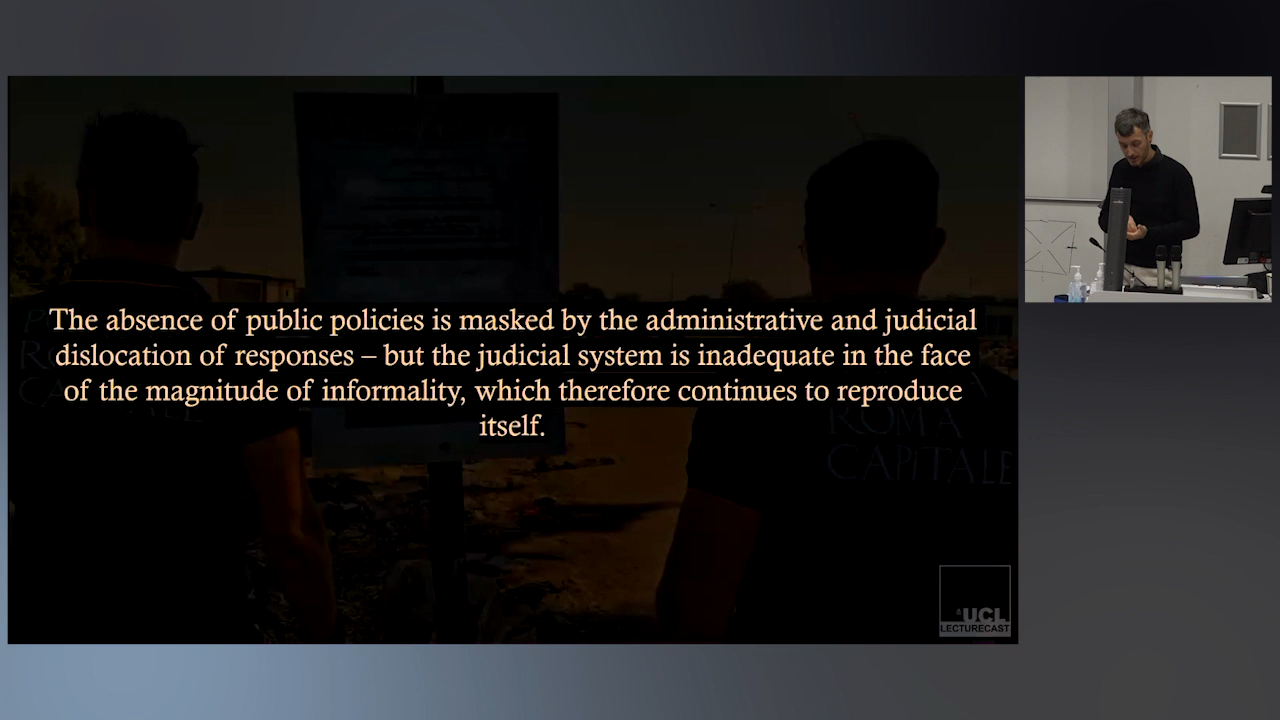 The absence of public policies is masked by the administrative and judicial
dislocation of responses – but the judicial system is inadequate in the face
of the magnitude of informality, which therefore continues to reproduce
itself.
ROMA
CAPITALE
UCL
LECTURECAST